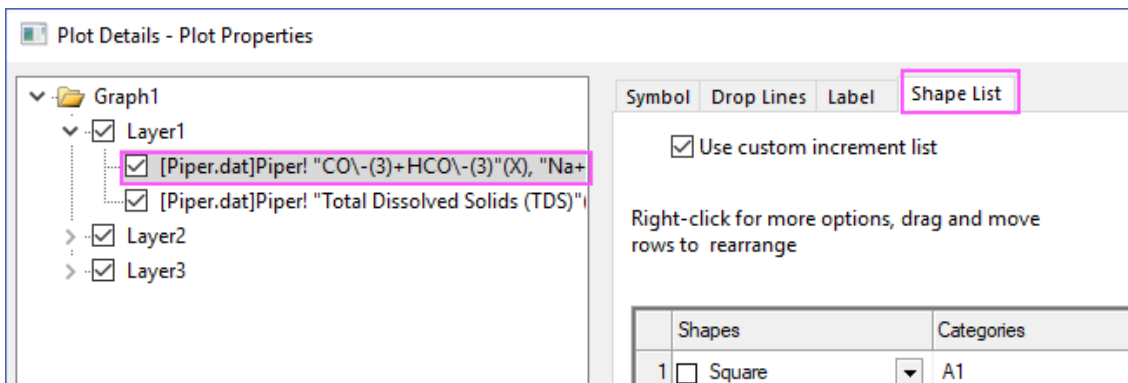 Plot Details - Plot Properties
Graph1
Layer1
[Piper.dat]Piper! "CO\-(3)+HCO\-(3)"(X), "Na+
[Piper.dat]Piper! "Total Dissolved Solids (TDS)"(
Layer2
Layer3
Symbol Drop Lines Label Shape List
Use custom increment list
Right-click for more options, drag and move
rows to rearrange
Shapes Categories
1 Square A1